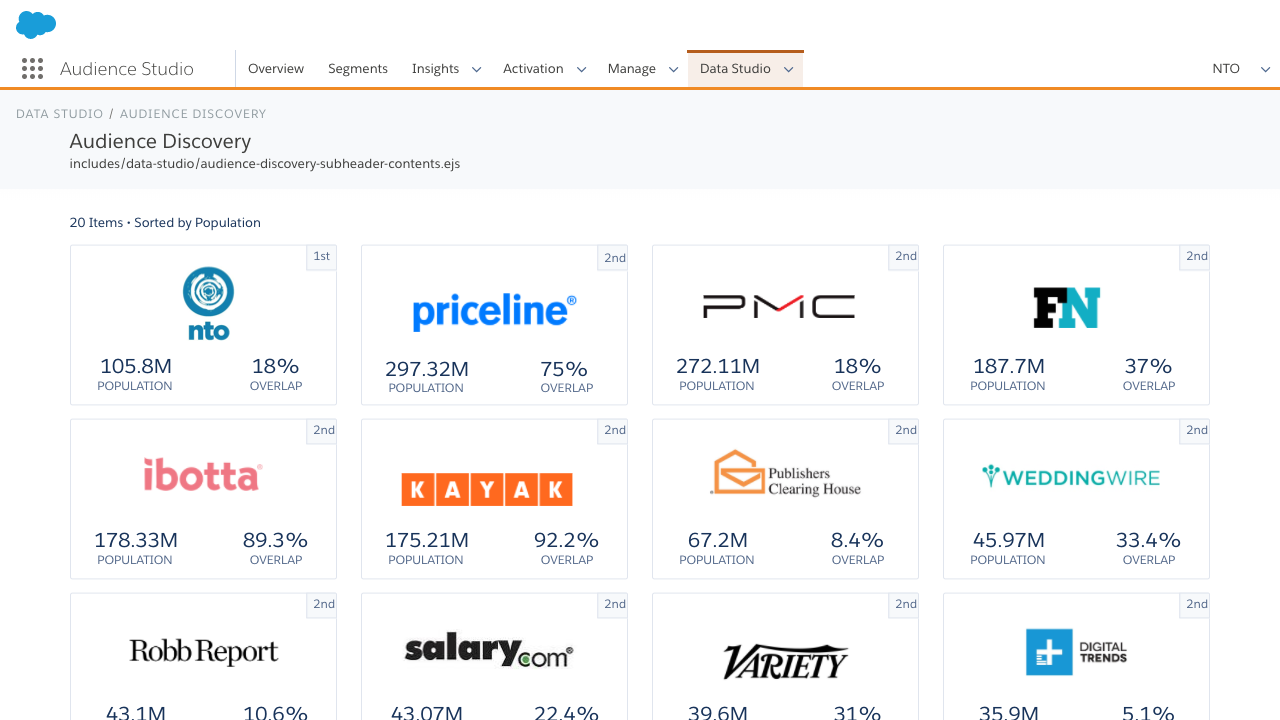 Audience Studio
Overview Segments Insights Activation Manage Data Studio NTO
DATA STUDIO / AUDIENCE DISCOVERY
Audience Discovery
includes/data-studio/audience-discovery-subheader-contents.ejs
20 Items • Sorted by Population
1st
nto
105.8M 18%
POPULATION OVERLAP
2nd
priceline®
297.32M 75%
POPULATION OVERLAP
2nd
PMC
272.11M 18%
POPULATION OVERLAP
2nd
FN
187.7M 37%
POPULATION OVERLAP
2nd
ibotta
178.33M 89.3%
POPULATION OVERLAP
2nd
KAYAK
175.21M 92.2%
POPULATION OVERLAP
2nd
Publishers
Clearing House
67.2M 8.4%
POPULATION OVERLAP
2nd
WEDDINGWIRE
45.97M 33.4%
POPULATION OVERLAP
2nd
Robb Report
43.1M 10.6%
2nd
salary.com®
43.07M 22.4%
2nd
VARIETY
39.6M 31%
2nd
DIGITAL
TRENDS
35.9M 5.1%